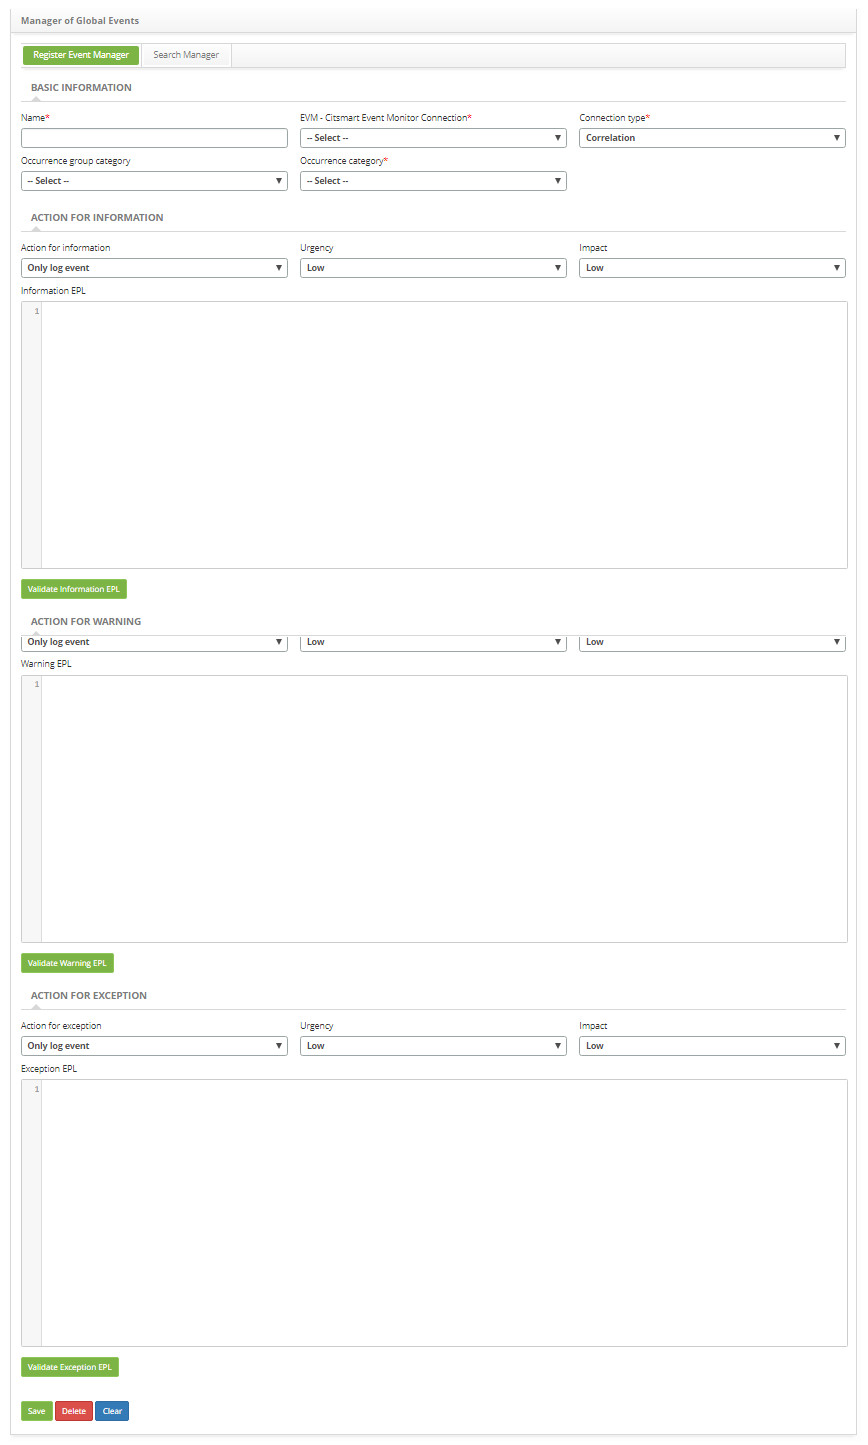 Manager of Global Events
Register Event Manager Search Manager
BASIC INFORMATION
Name* EVM - Citsmart Event Monitor Connection* Connection type*
-- Select -- Correlation
Occurrence group category Occurrence category*
-- Select -- -- Select --
ACTION FOR INFORMATION
Action for information Urgency Impact
Only log event Low Low
Information EPL
1
Validate Information EPL
ACTION FOR WARNING
Only log event Low Low
Warning EPL
1
Validate Warning EPL
ACTION FOR EXCEPTION
Action for exception Urgency Impact
Only log event Low Low
Exception EPL
1
Validate Exception EPL
Save Delete Clear